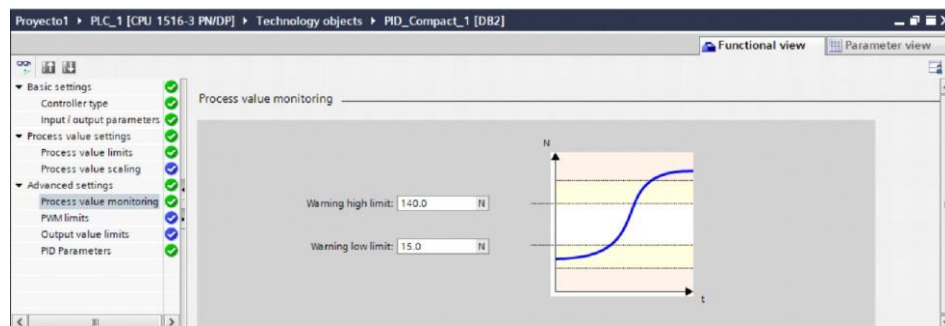 Proyecto1 ▸ PLC_1 [CPU 1516-3 PN/DP] ▸ Technology objects ▸ PID_Compact_1 [DB2]
Functional view Parameter view
Basic settings
Controller type
Input / output parameters
Process value settings
Process value limits
Process value scaling
Advanced settings
Process value monitoring
PWM limits
Output value limits
PID Parameters
Process value monitoring
N
Warning high limit: 140.0 N
Warning low limit: 15.0 N
t